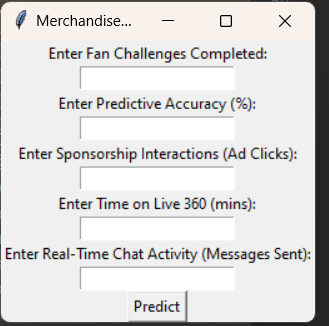 Merchandise...
Enter Fan Challenges Completed:
Enter Predictive Accuracy (%):
Enter Sponsorship Interactions (Ad Clicks):
Enter Time on Live 360 (mins):
Enter Real-Time Chat Activity (Messages Sent):
Predict